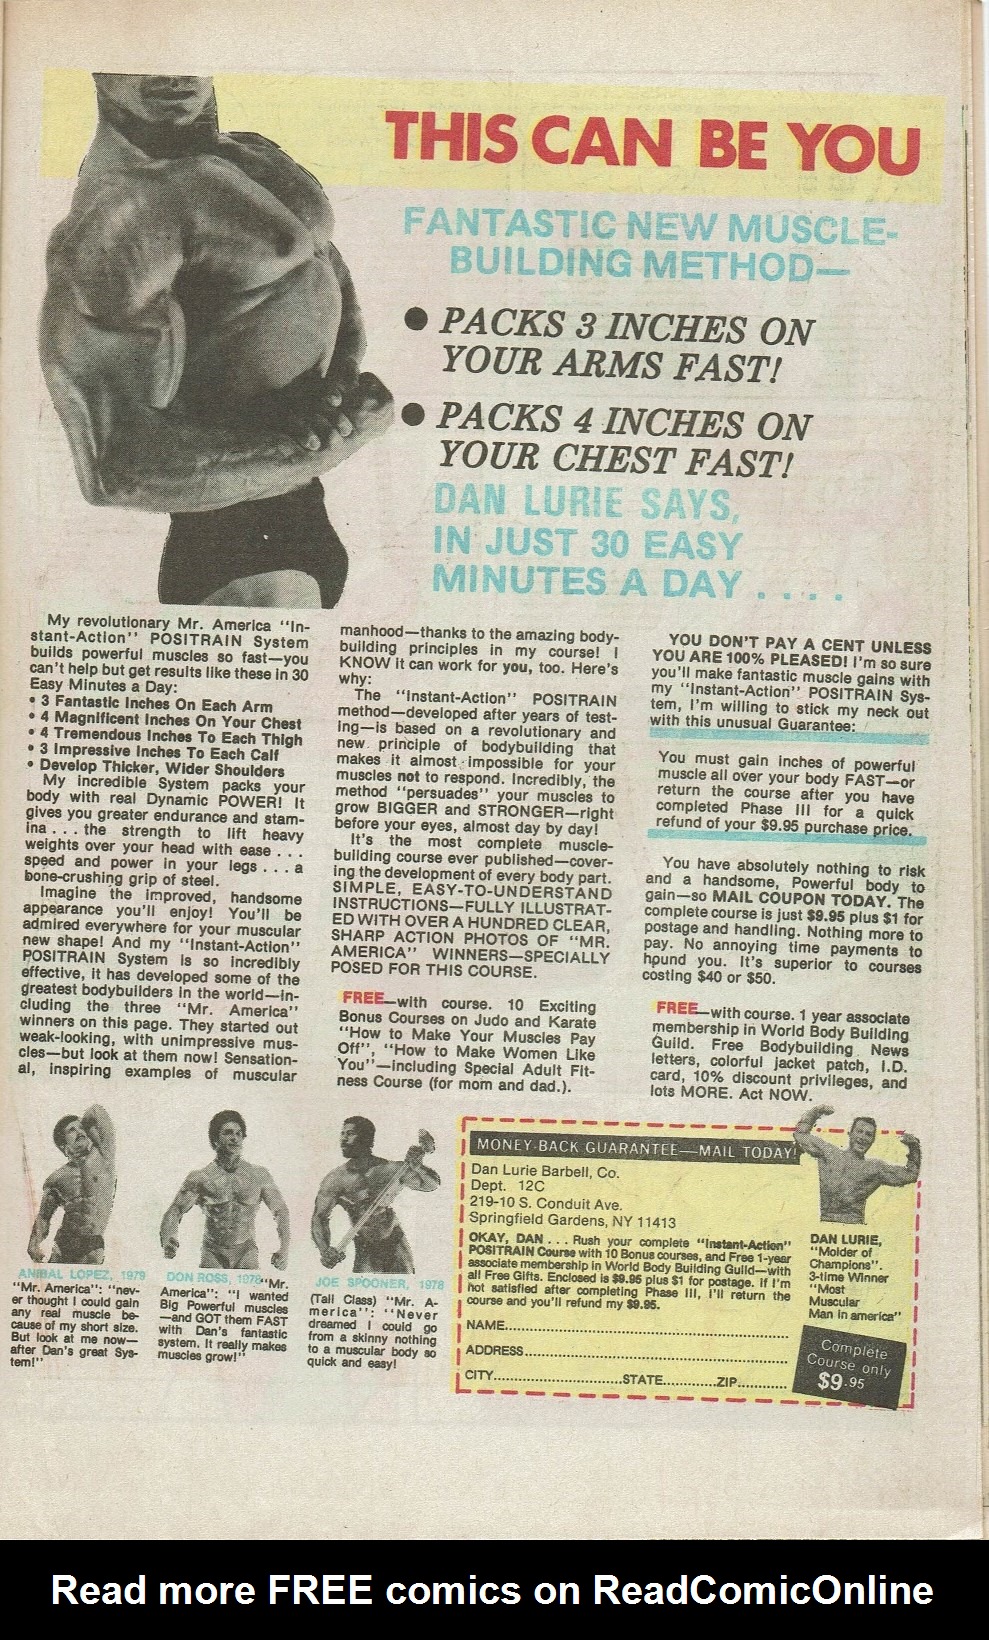 THIS CAN BE YOU
FANTASTIC NEW MUSCLE-
BUILDING METHOD—
● PACKS 3 INCHES ON
YOUR ARMS FAST!
● PACKS 4 INCHES ON
YOUR CHEST FAST!
DAN LURIE SAYS,
IN JUST 30 EASY
MINUTES A DAY . . . .
My revolutionary Mr. America "In-
stant-Action" POSITRAIN System
builds powerful muscles so fast—you
can't help but get results like these in 30
Easy Minutes a Day:
• 3 Fantastic Inches On Each Arm
• 4 Magnificent Inches On Your Chest
• 4 Tremendous Inches To Each Thigh
• 3 Impressive Inches To Each Calf
• Develop Thicker, Wider Shoulders
My incredible System packs your
body with real Dynamic POWER! It
gives you greater endurance and stam-
ina . . . the strength to lift heavy
weights over your head with ease . . .
speed and power in your legs . . . a
bone-crushing grip of steel.
Imagine the improved, handsome
appearance you'll enjoy! You'll be
admired everywhere for your muscular
new shape! And my "Instant-Action"
POSITRAIN System is so incredibly
effective, it has developed some of the
greatest bodybuilders in the world—in-
cluding the three "Mr. America"
winners on this page. They started out
weak-looking, with unimpressive mus-
cles—but look at them now! Sensation-
al, inspiring examples of muscular
manhood—thanks to the amazing body-
building principles in my course! I
KNOW it can work for you, too. Here's
why:
The "Instant-Action" POSITRAIN
method—developed after years of test-
ing—is based on a revolutionary and
new principle of bodybuilding that
makes it almost impossible for your
muscles not to respond. Incredibly, the
method "persuades" your muscles to
grow BIGGER and STRONGER—right
before your eyes, almost day by day!
It's the most complete muscle-
building course ever published—cover-
ing the development of every body part.
SIMPLE, EASY-TO-UNDERSTAND
INSTRUCTIONS—FULLY ILLUSTRAT-
ED WITH OVER A HUNDRED CLEAR,
SHARP ACTION PHOTOS OF "MR.
AMERICA" WINNERS—SPECIALLY
POSED FOR THIS COURSE.
FREE—with course. 10 Exciting
Bonus Courses on Judo and Karate
"How to Make Your Muscles Pay
Off", "How to Make Women Like
You"—including Special Adult Fit-
ness Course (for mom and dad.).
YOU DON'T PAY A CENT UNLESS
YOU ARE 100% PLEASED! I'm so sure
you'll make fantastic muscle gains with
my "Instant-Action" POSITRAIN Sys-
tem, I'm willing to stick my neck out
with this unusual Guarantee:
You must gain inches of powerful
muscle all over your body FAST—or
return the course after you have
completed Phase III for a quick
refund of your $9.95 purchase price.
You have absolutely nothing to risk
and a handsome, Powerful body to
gain—so MAIL COUPON TODAY. The
complete course is just $9.95 plus $1 for
postage and handling. Nothing more to
pay. No annoying time payments to
hound you. It's superior to courses
costing $40 or $50.
FREE—with course. 1 year associate
membership in World Body Building
Guild. Free Bodybuilding News
letters, colorful jacket patch, I.D.
card, 10% discount privileges, and
lots MORE. Act NOW.
ANIBAL LOPEZ, 1979
"Mr. America": "nev-
er thought I could gain
any real muscle be-
cause of my short size.
But look at me now—
after Dan's great Sys-
tem!"
DON ROSS, 1978 "Mr.
America": "I wanted
Big Powerful muscles
—and GOT them FAST
with Dan's fantastic
system. It really makes
muscles grow!"
JOE SPOONER, 1978
(Tall Class) "Mr. A-
merica": "Never
dreamed I could go
from a skinny nothing
to a muscular body so
quick and easy!
MONEY-BACK GUARANTEE—MAIL TODAY!
Dan Lurie Barbell, Co.
Dept. 12C
219-10 S. Conduit Ave.
Springfield Gardens, NY 11413
OKAY, DAN . . . Rush your complete "Instant-Action"
POSITRAIN Course with 10 Bonus courses, and Free 1-year
associate membership in World Body Building Guild—with
all Free Gifts. Enclosed is $9.95 plus $1 for postage. If I'm
not satisfied after completing Phase III, I'll return the
course and you'll refund my $9.95.
NAME
ADDRESS
CITY STATE ZIP
DAN LURIE,
"Molder of
Champions".
3-time Winner
"Most
Muscular
Man in america"
Complete
Course only
$9.95
Read more FREE comics on ReadComicOnline